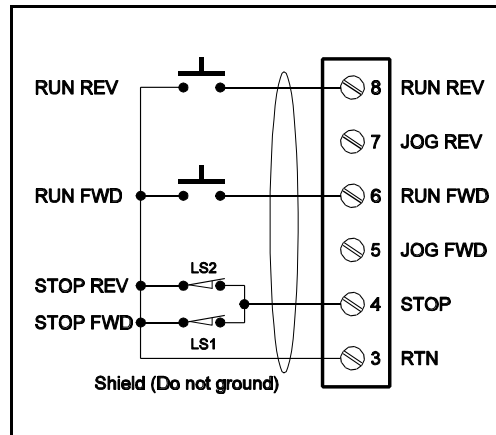 RUN REV 8 RUN REV
7 JOG REV
RUN FWD 6 RUN FWD
5 JOG FWD
LS2
STOP REV
4 STOP
STOP FWD
LS1
3 RTN
Shield (Do not ground)